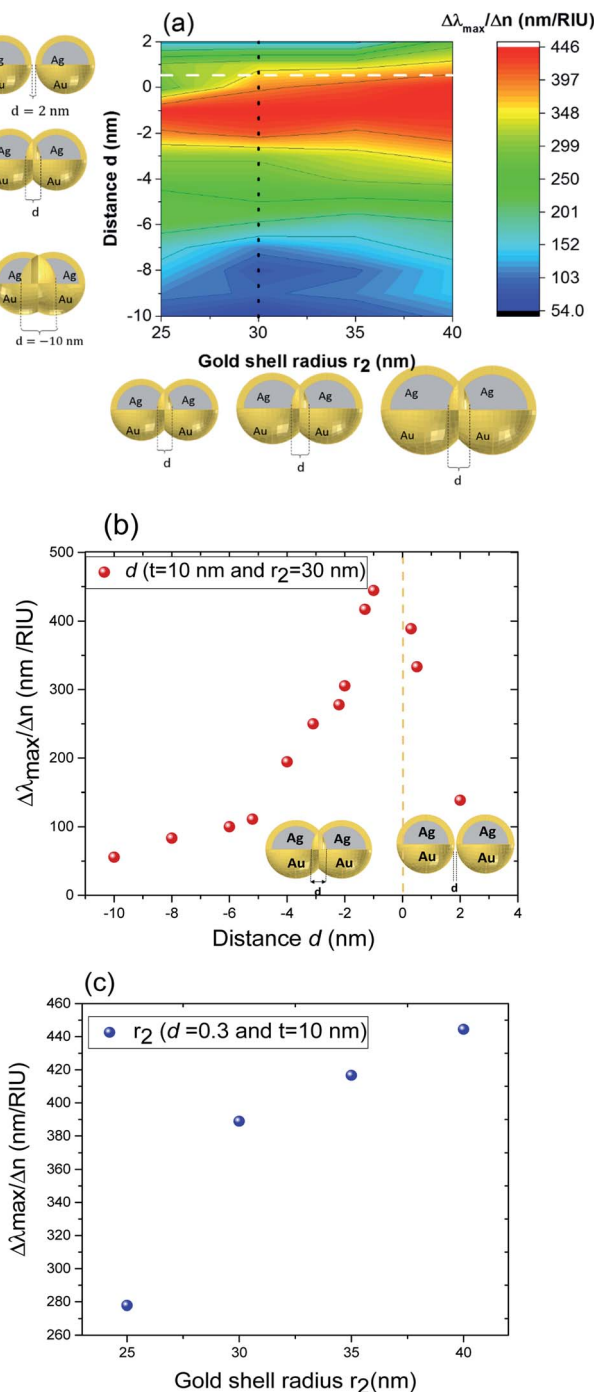 (a)
Δλmax/Δn (nm/RIU)
Ag Ag
Au Au
d = 2 nm
Ag Ag
Au Au
d
Ag Ag
Au Au
d = −10 nm
Distance d (nm)
2
0
-2
-4
-6
-8
-10
25 30 35 40
Gold shell radius r2 (nm)
446
397
348
299
250
201
152
103
54.0
Ag Ag Ag
Au Au Au Au Au Au
d d d
(b)
d (t=10 nm and r2=30 nm)
Δλmax/Δn (nm /RIU)
500
400
300
200
100
0
Ag Ag Ag
Au Au Au Au
d d
-10 -8 -6 -4 -2 0 2 4
Distance d (nm)
(c)
r2 (d =0.3 and t=10 nm)
Δλmax/Δn (nm/RIU)
460
440
420
400
380
360
340
320
300
280
260
25 30 35 40
Gold shell radius r2(nm)